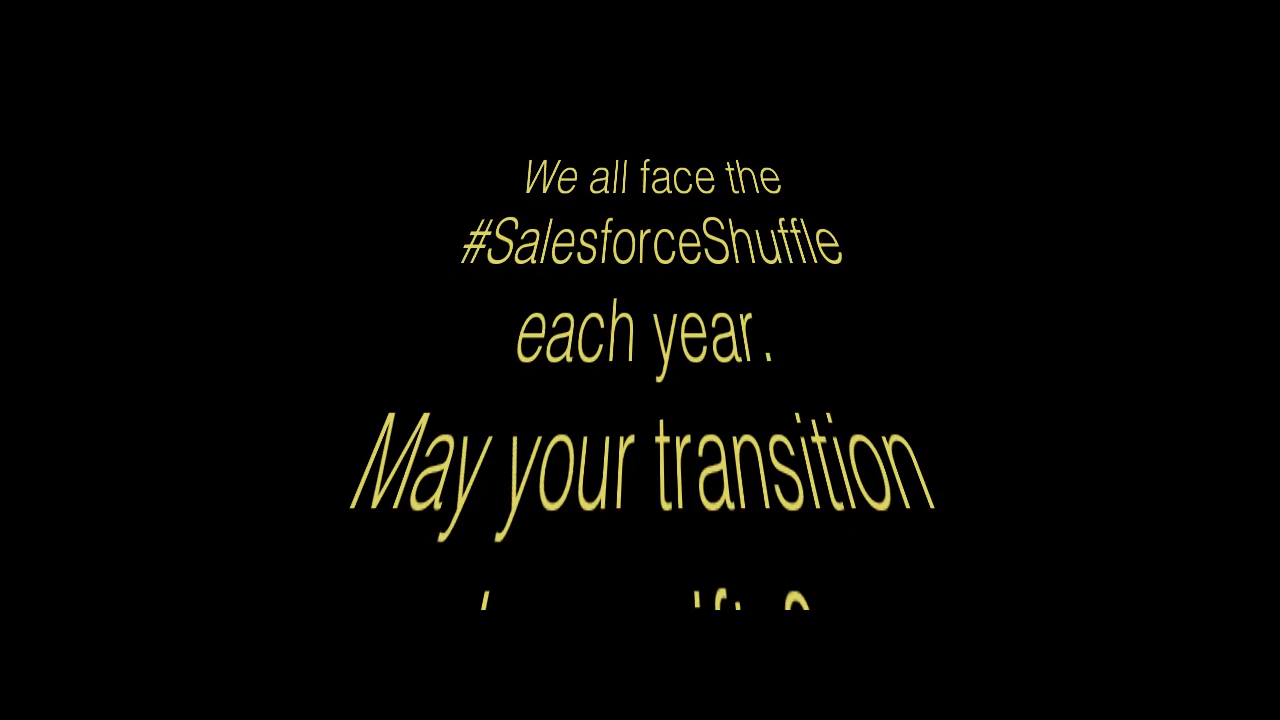 We all face the
#SalesforceShuffle
each year.
May your transition